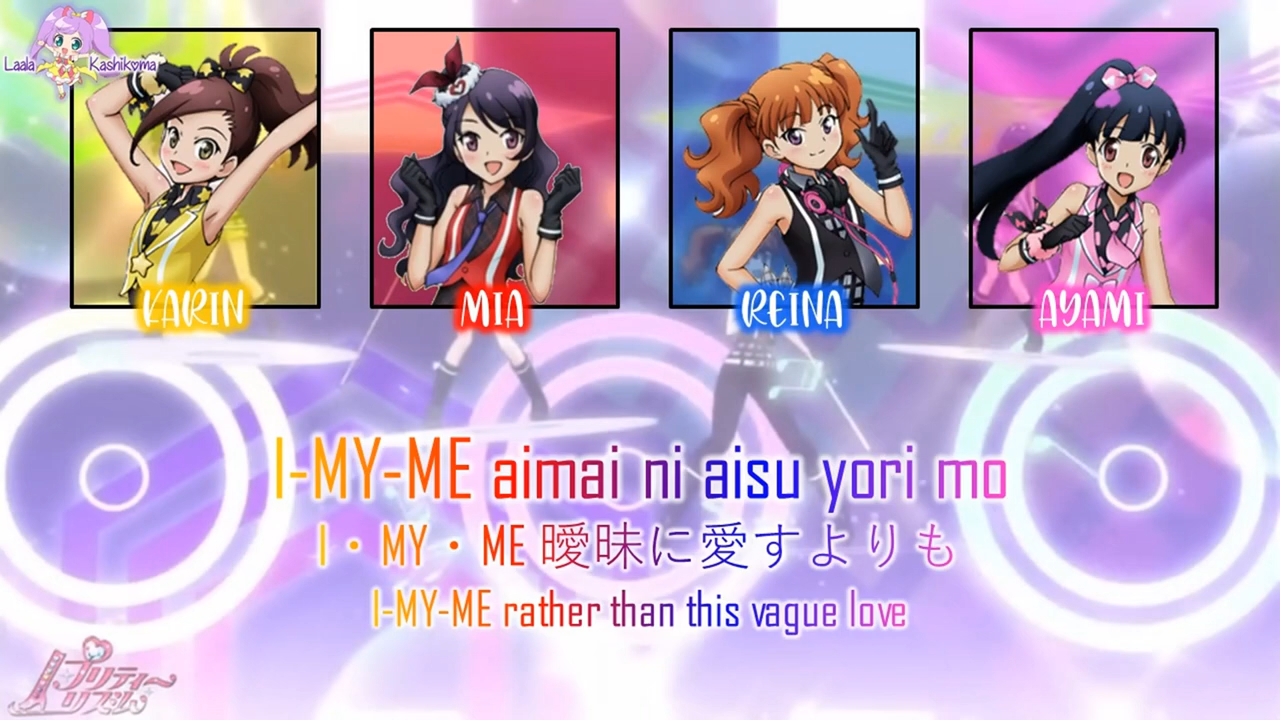 Laala Kashikoma
KARIN
MIA
REINA
AYAMI
I-MY-ME aimai ni aisu yori mo
I・MY・ME 曖昧に愛すよりも
I-MY-ME rather than this vague love
プリティー
リズム